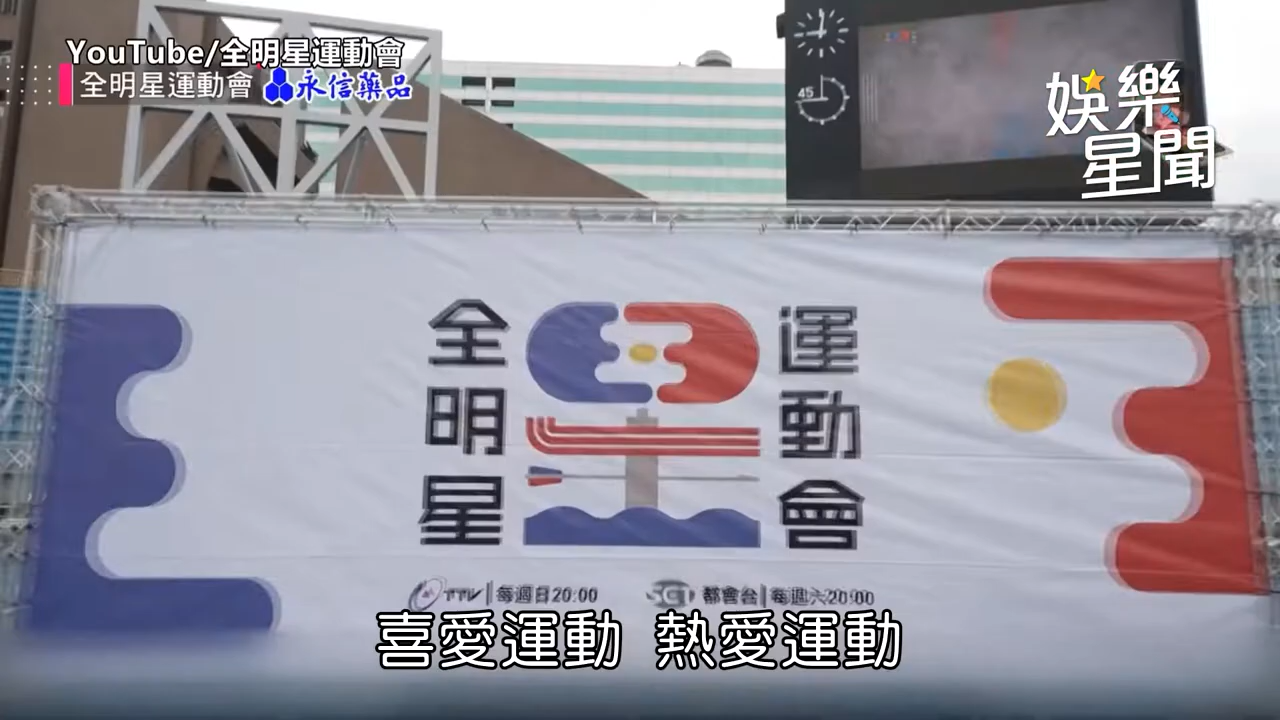 YouTube/全明星運動會
全明星運動會 永信藥品
娛樂
星聞
45
全明星
運動會
TTV 每週日20:00
SCT 都會台 每週六20:00
喜愛運動 熱愛運動